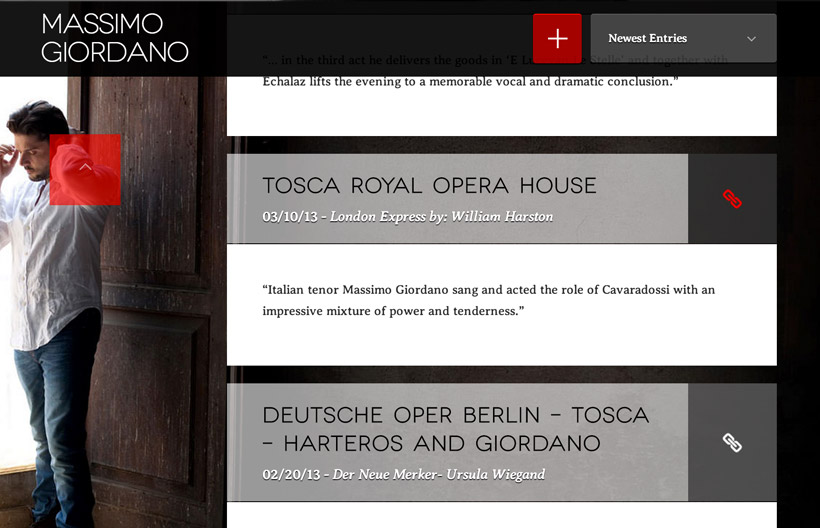 MASSIMO
GIORDANO
Newest Entries
“... in the third act he delivers the goods in ‘E Lu stelle’ and together with
Echalaz lifts the evening to a memorable vocal and dramatic conclusion.”
TOSCA ROYAL OPERA HOUSE
03/10/13 - London Express by: William Harston
“Italian tenor Massimo Giordano sang and acted the role of Cavaradossi with an
impressive mixture of power and tenderness.”
DEUTSCHE OPER BERLIN – TOSCA
– HARTEROS AND GIORDANO
02/20/13 - Der Neue Merker- Ursula Wiegand